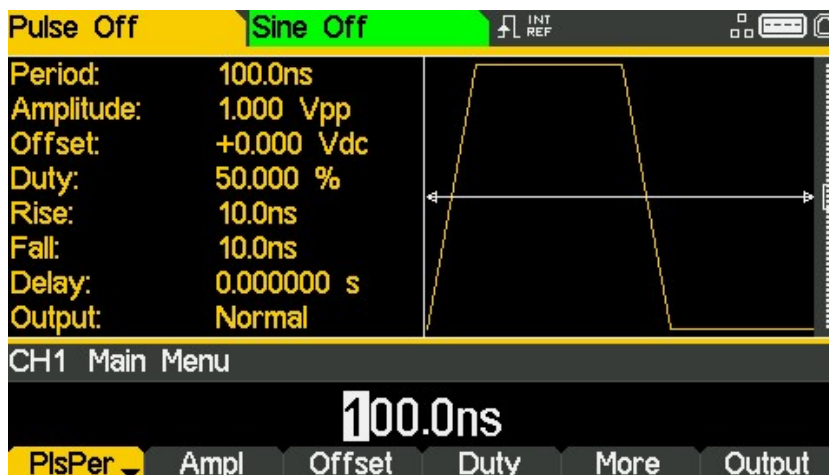 Pulse Off Sine Off INT
REF
Period: 100.0ns
Amplitude: 1.000 Vpp
Offset: +0.000 Vdc
Duty: 50.000 %
Rise: 10.0ns
Fall: 10.0ns
Delay: 0.000000 s
Output: Normal
CH1 Main Menu
100.0ns
PlsPer Ampl Offset Duty More Output